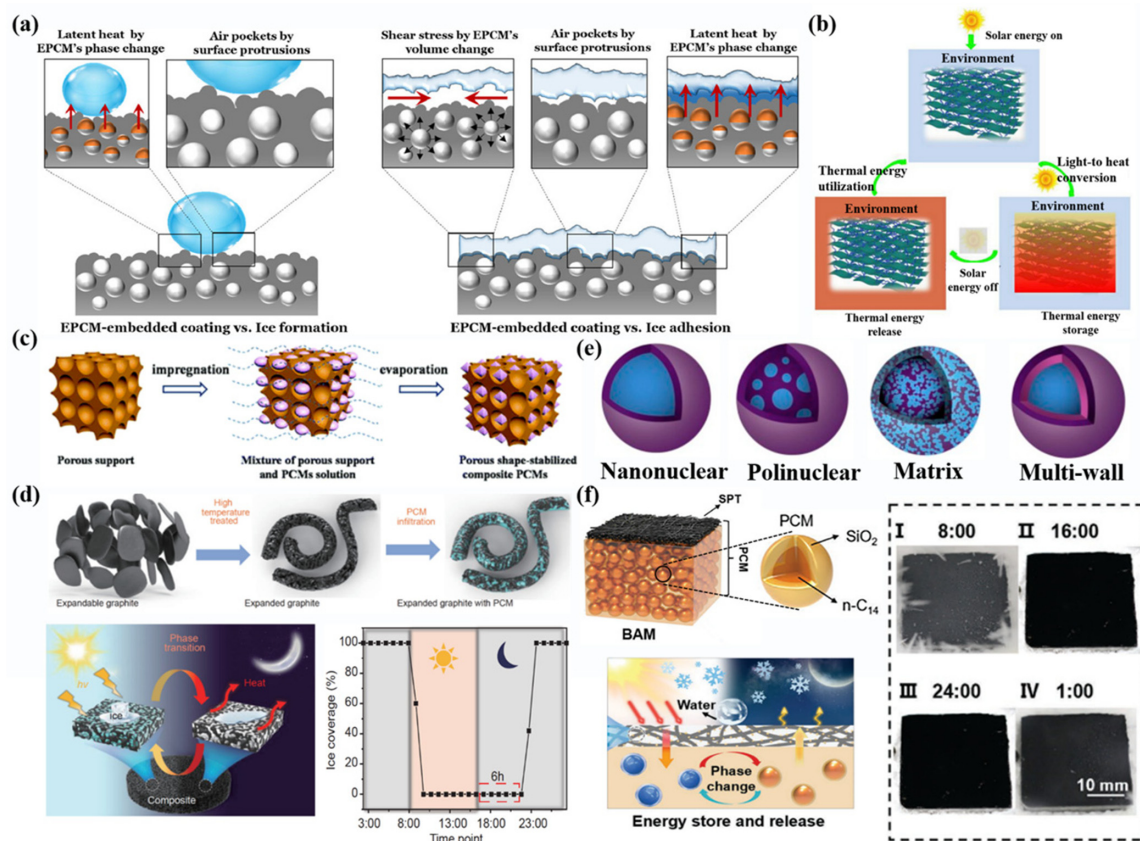 (a)
Latent heat by
EPCM's phase change
Air pockets by
surface protrusions
Shear stress by EPCM's
volume change
Air pockets by
surface protrusions
Latent heat by
EPCM's phase change
EPCM-embedded coating vs. Ice formation
EPCM-embedded coating vs. Ice adhesion
(b)
Solar energy on
Environment
Thermal energy
utilization
Light-to heat
conversion
Environment
Environment
Solar
energy off
Thermal energy
release
Thermal energy
storage
(c)
impregnation
evaporation
Porous support
Mixture of porous support
and PCMs solution
Porous shape-stabilized
composite PCMs
(e)
Nanonuclear
Polinuclear
Matrix
Multi-wall
(d)
High
temperature
treated
PCM
infiltration
Expandable graphite
Expanded graphite
Expanded graphite with PCM
Phase
transition
hν
Ice
Heat
Composite
Ice coverage (%)
100
80
60
40
20
0
6h
3:00
8:00
13:00
18:00
23:00
Time point
(f)
SPT
PCM
BAM
PCM
SiO2
n-C14
Water
Phase
change
Energy store and release
I
8:00
II
16:00
III
24:00
IV
1:00
10 mm